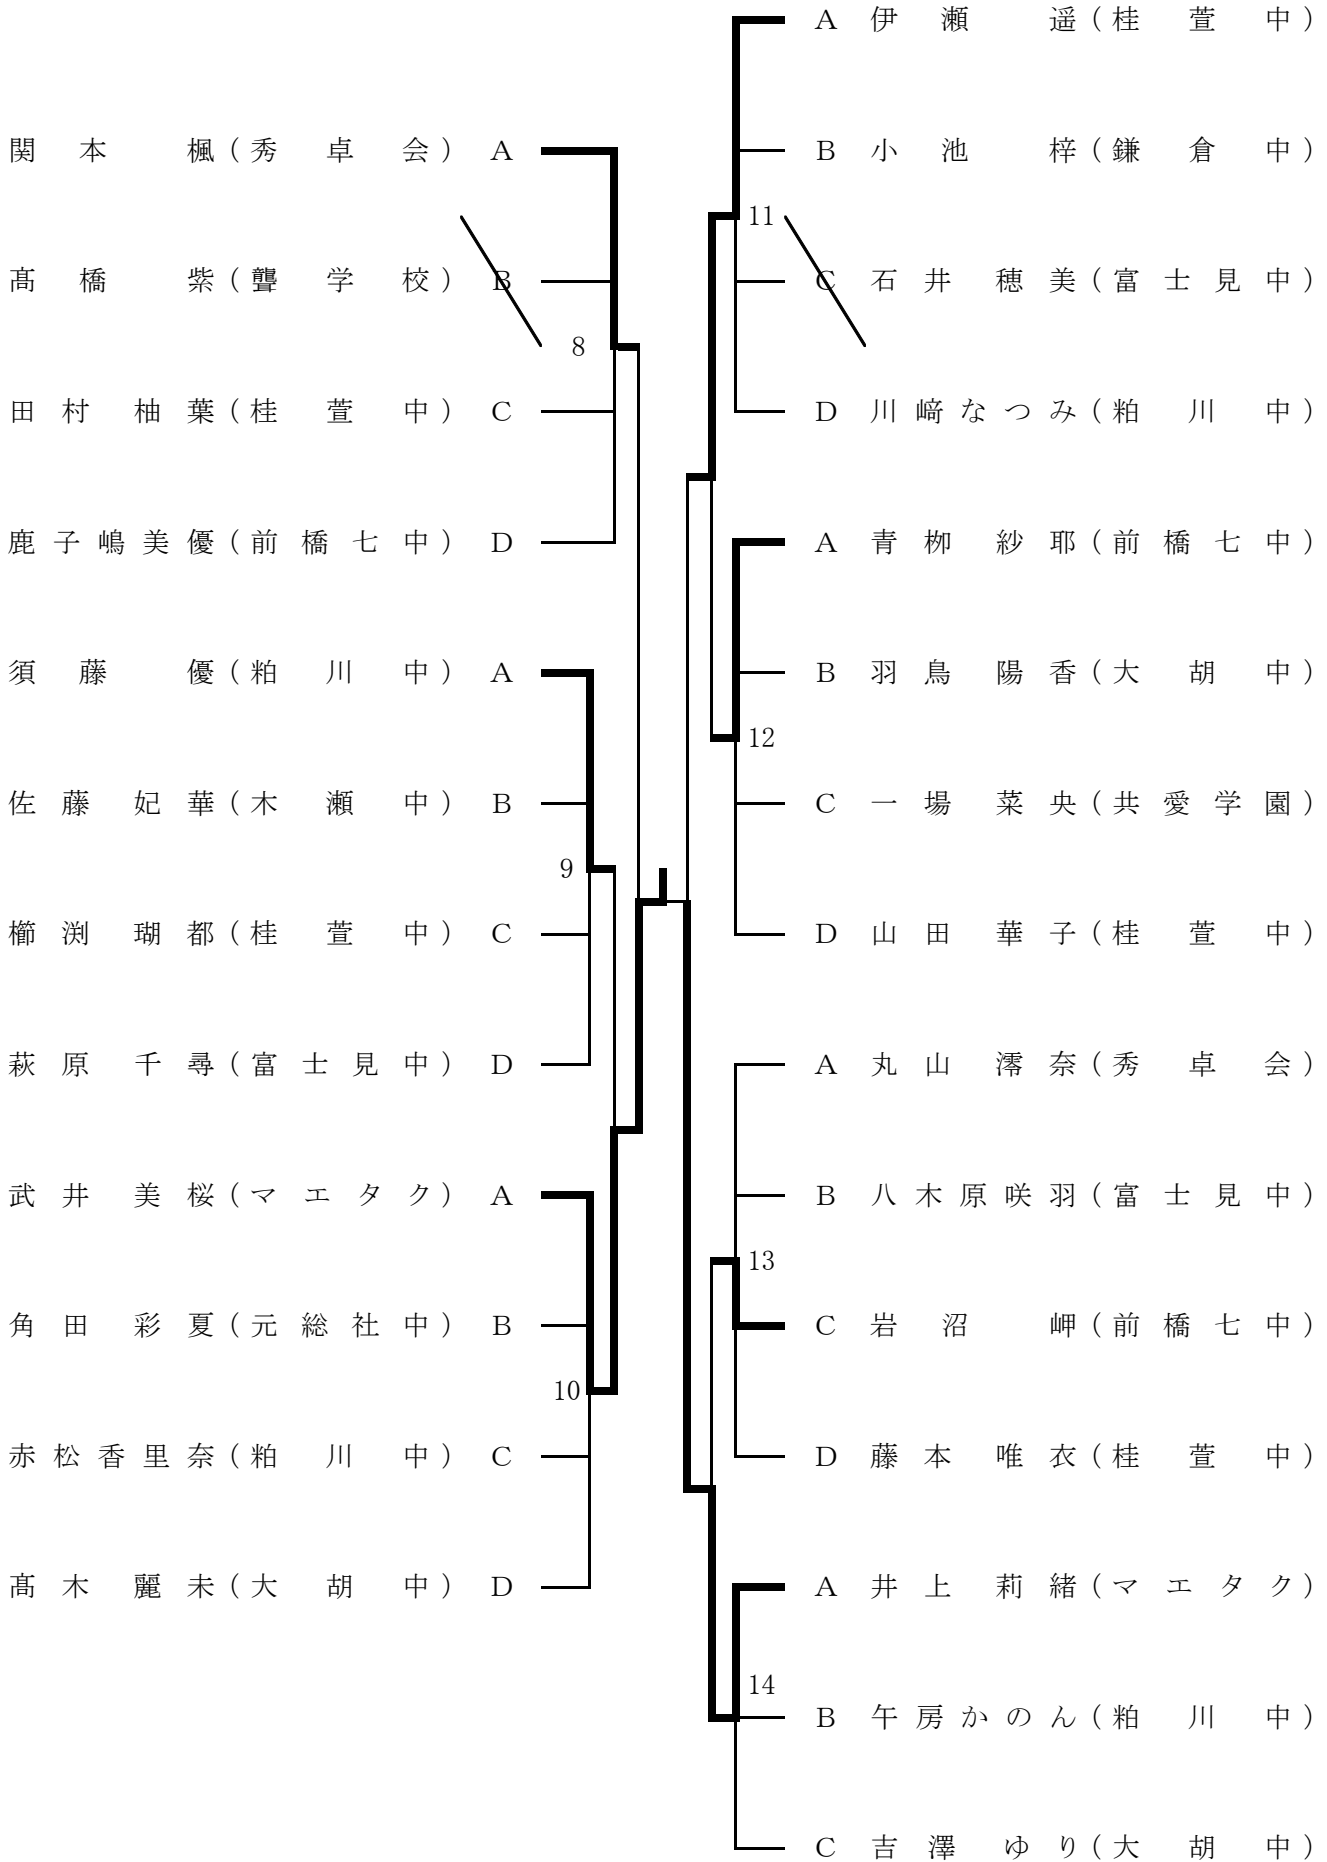 関本 楓(秀卓会) A
髙橋 紫(聾学校) B
8
田村 柚葉(桂萱中) C
鹿子嶋美優(前橋七中) D
須藤 優(粕川中) A
佐藤 妃華(木瀬中) B
9
櫛渕 瑚都(桂萱中) C
萩原 千尋(富士見中) D
武井 美桜(マエタク) A
角田 彩夏(元総社中) B
10
赤松香里奈(粕川中) C
髙木 麗未(大胡中) D
A 伊瀬 遥(桂萱中)
B 小池 梓(鎌倉中)
11
C 石井 穂美(富士見中)
D 川﨑なつみ(粕川中)
A 青栁 紗耶(前橋七中)
B 羽鳥 陽香(大胡中)
12
C 一場 菜央(共愛学園)
D 山田 華子(桂萱中)
A 丸山 澪奈(秀卓会)
B 八木原咲羽(富士見中)
13
C 岩沼 岬(前橋七中)
D 藤本 唯衣(桂萱中)
A 井上 莉緒(マエタク)
14
B 午房かのん(粕川中)
C 吉澤 ゆり(大胡中)